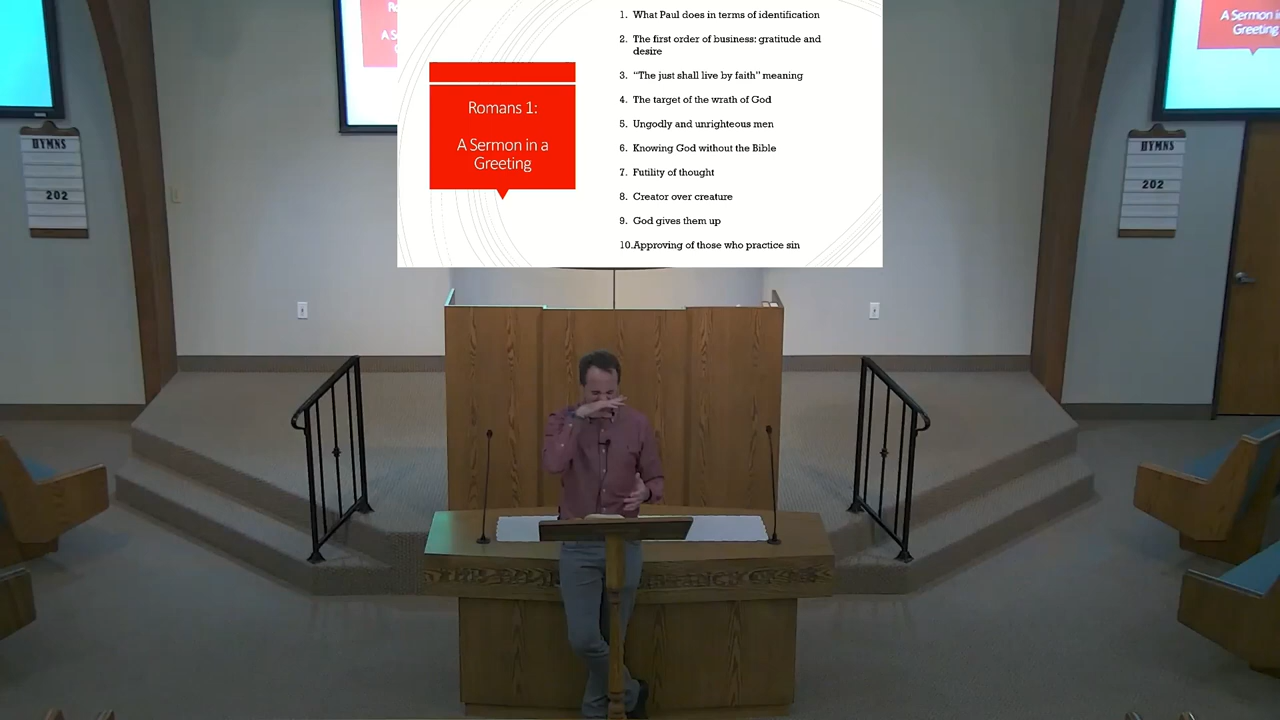 Romans 1:
A Sermon in a
Greeting
1. What Paul does in terms of identification
2. The first order of business: gratitude and
desire
3. “The just shall live by faith” meaning
4. The target of the wrath of God
5. Ungodly and unrighteous men
6. Knowing God without the Bible
7. Futility of thought
8. Creator over creature
9. God gives them up
10.Approving of those who practice sin
A Sermon i
Greeting
HYMNS
202
HYMNS
202